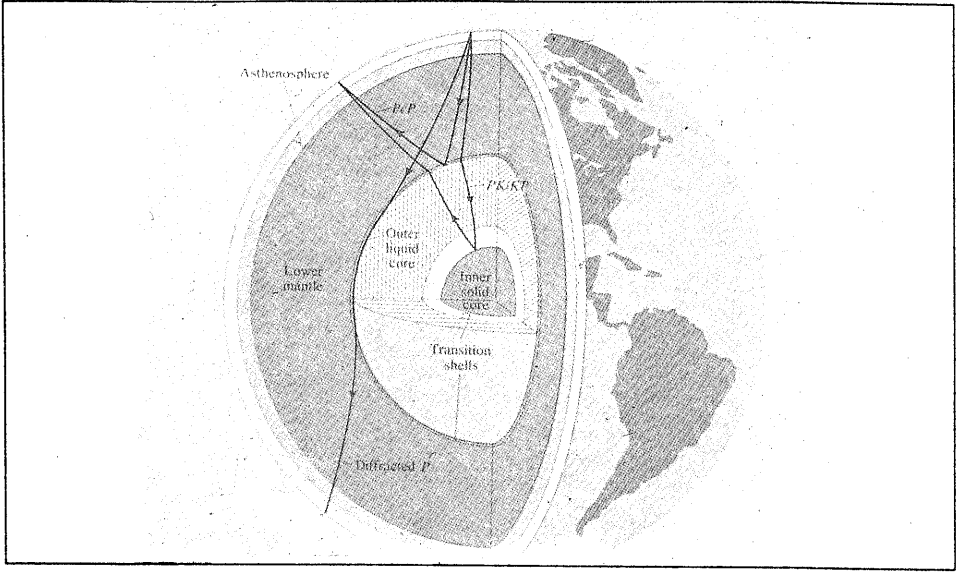 Asthenosphere
PcP
PKiKP
Outer
liquid
core
Lower
mantle
Inner
solid
core
Transition
shells
Diffracted P